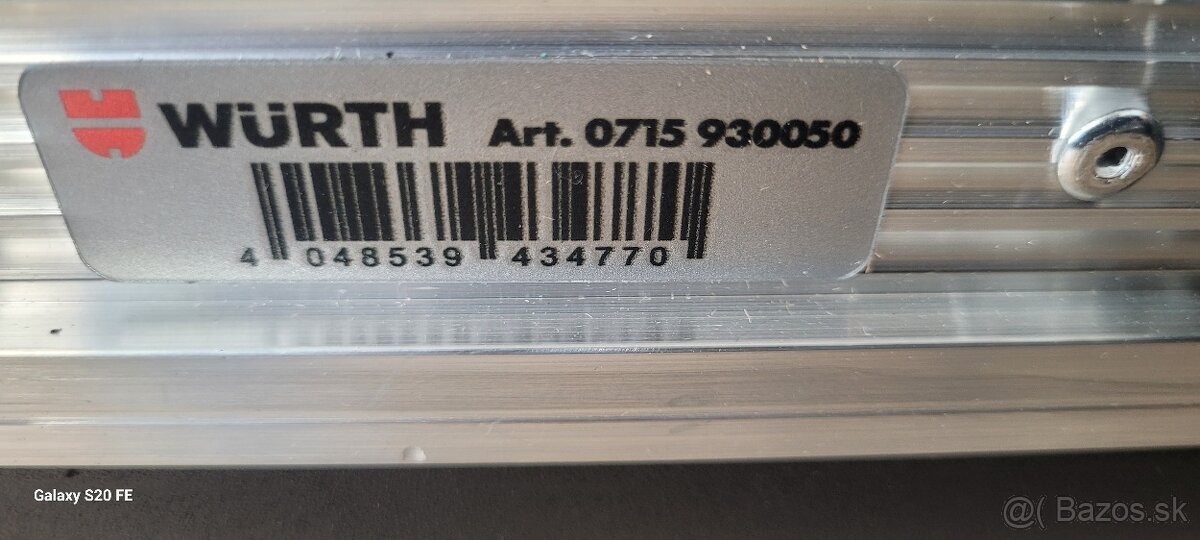 WÜRTH Art. 0715 930050
4 048539 434770
Galaxy S20 FE
@( Bazos.sk